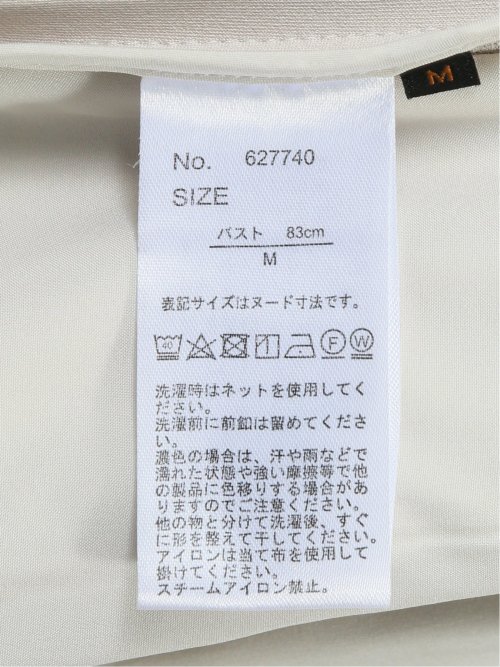 M
No. 627740
SIZE
バスト 83cm
M
表記サイズはヌード寸法です。
40 F W
洗濯時はネットを使用してく
ださい。
洗濯前に前釦は留めてくださ
い。
濃色の場合は、汗や雨などで
濡れた状態や強い摩擦等で他
の製品に色移りする場合があ
りますのでご注意ください。
他の物と分けて洗濯後、すぐ
に形を整えて干してください。
アイロンは当て布を使用して
掛けてください。
スチームアイロン禁止。